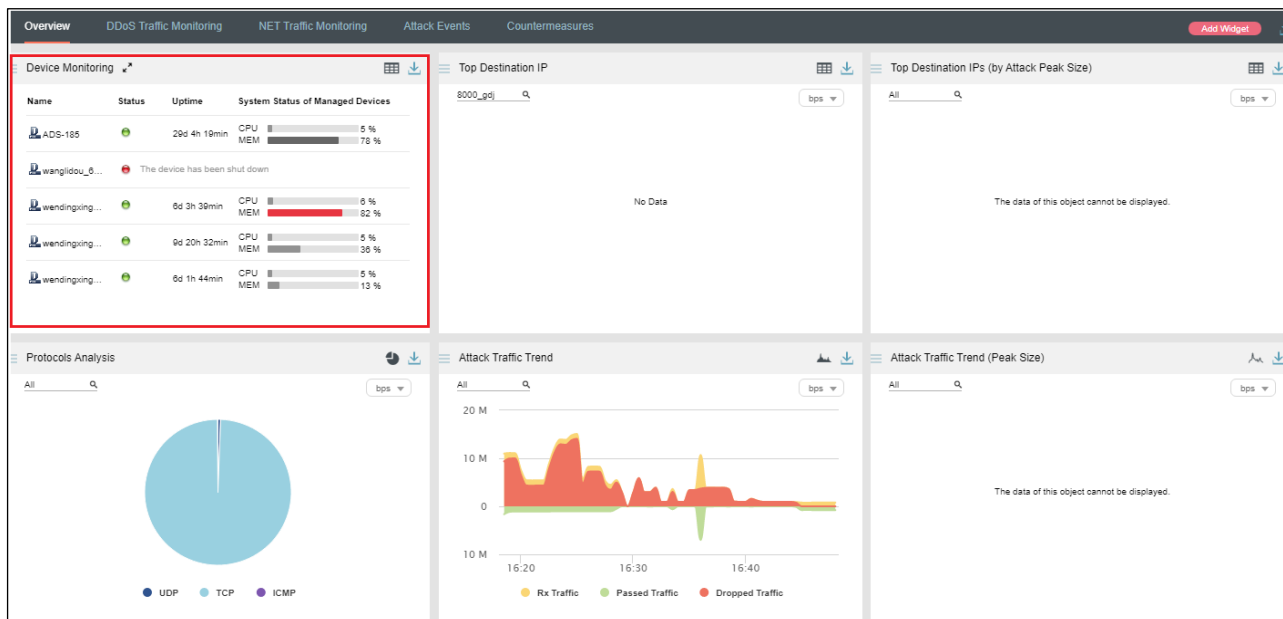 Overview DDoS Traffic Monitoring NET Traffic Monitoring Attack Events Countermeasures Add Widget
Device Monitoring
Name Status Uptime System Status of Managed Devices
ADS-185 29d 4h 19min CPU 5 %
MEM 78 %
wanglidou_6... The device has been shut down
wendingxing... 6d 3h 39min CPU 6 %
MEM 82 %
wendingxing... 9d 20h 32min CPU 5 %
MEM 36 %
wendingxing... 6d 1h 44min CPU 5 %
MEM 13 %
Top Destination IP
8000_gdj bps
No Data
Top Destination IPs (by Attack Peak Size)
All bps
The data of this object cannot be displayed.
Protocols Analysis
All bps
UDP TCP ICMP
Attack Traffic Trend
All bps
20 M
10 M
0
10 M
16:20 16:30 16:40
Rx Traffic Passed Traffic Dropped Traffic
Attack Traffic Trend (Peak Size)
All bps
The data of this object cannot be displayed.